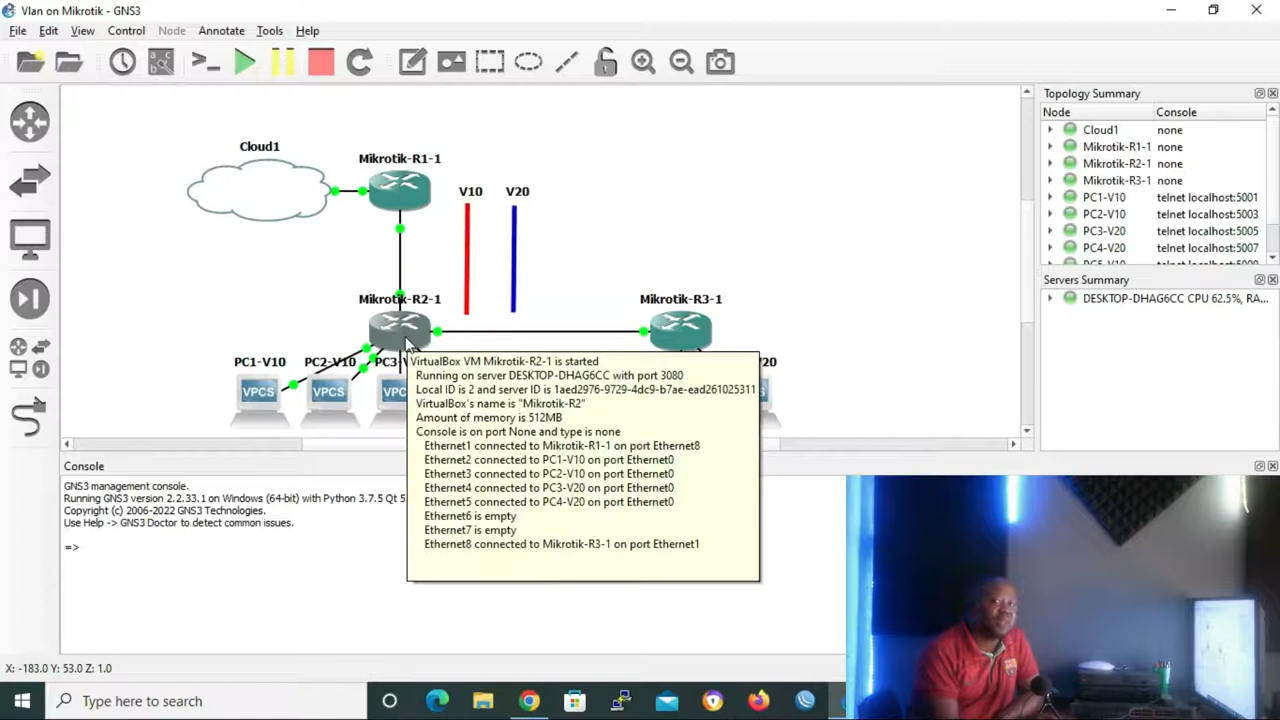 Vlan on Mikrotik - GNS3
File Edit View Control Node Annotate Tools Help
Cloud1
Mikrotik-R1-1
V10 V20
Mikrotik-R2-1
Mikrotik-R3-1
PC1-V10 PC2-V10 PC3-V
VPCS VPCS VPCS
VirtualBox VM Mikrotik-R2-1 is started
Running on server DESKTOP-DHAG6CC with port 3080
Local ID is 2 and server ID is 1aed2976-9729-4dc9-b7ae-ead261025311
VirtualBox's name is "Mikrotik-R2"
Amount of memory is 512MB
Console is on port None and type is none
Ethernet1 connected to Mikrotik-R1-1 on port Ethernet8
Ethernet2 connected to PC1-V10 on port Ethernet0
Ethernet3 connected to PC2-V10 on port Ethernet0
Ethernet4 connected to PC3-V20 on port Ethernet0
Ethernet5 connected to PC4-V20 on port Ethernet0
Ethernet6 is empty
Ethernet7 is empty
Ethernet8 connected to Mikrotik-R3-1 on port Ethernet1
Topology Summary
Node Console
Cloud1 none
Mikrotik-R1-1 none
Mikrotik-R2-1 none
Mikrotik-R3-1 none
PC1-V10 telnet localhost:5001
PC2-V10 telnet localhost:5003
PC3-V20 telnet localhost:5005
PC4-V20 telnet localhost:5007
Servers Summary
DESKTOP-DHAG6CC CPU 62.5%, RA...
Console
GNS3 management console.
Running GNS3 version 2.2.33.1 on Windows (64-bit) with Python 3.7.5 Qt 5
Copyright (c) 2006-2022 GNS3 Technologies.
Use Help -> GNS3 Doctor to detect common issues.
=>
X: -183.0 Y: 53.0 Z: 1.0
Type here to search